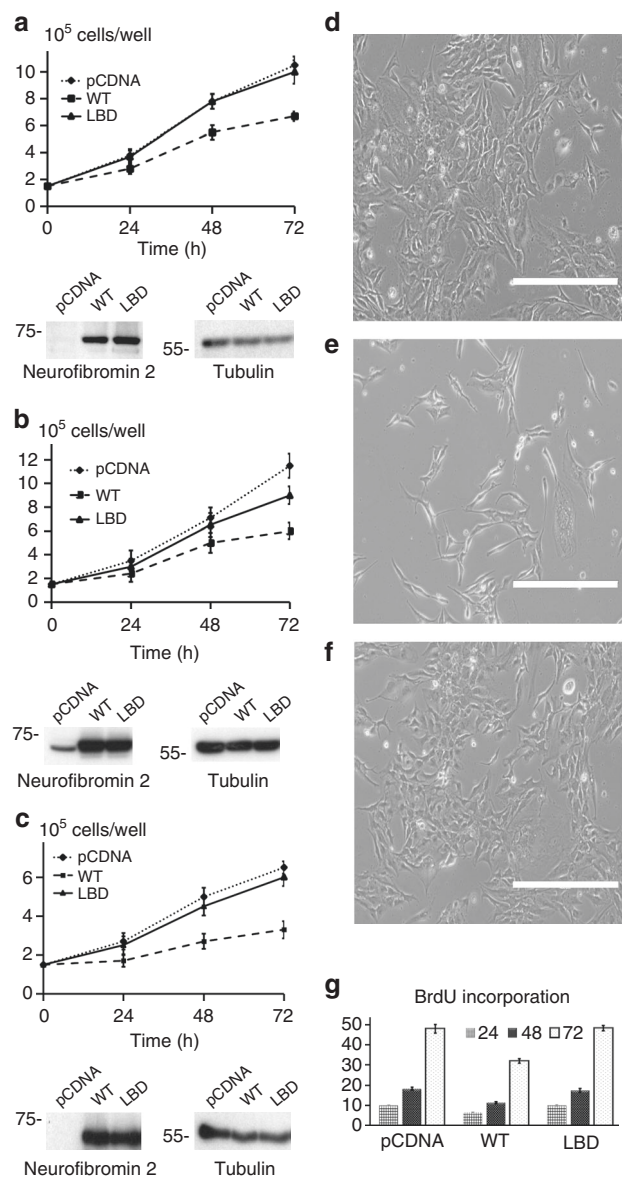 a
10⁵ cells/well
pCDNA
WT
LBD
10
8
6
4
2
0
0 24 48 72
Time (h)
pCDNA WT LBD
75-
Neurofibromin 2
pCDNA WT LBD
55-
Tubulin
b
10⁵ cells/well
pCDNA
WT
LBD
12
10
8
6
4
2
0
0 24 48 72
Time (h)
pCDNA WT LBD
75-
Neurofibromin 2
pCDNA WT LBD
55-
Tubulin
c
10⁵ cells/well
pCDNA
WT
LBD
6
4
2
0
0 24 48 72
Time (h)
pCDNA WT LBD
75-
Neurofibromin 2
pCDNA WT LBD
55-
Tubulin
d
e
f
g
BrdU incorporation
24 48 72
50
40
30
20
10
0
pCDNA WT LBD